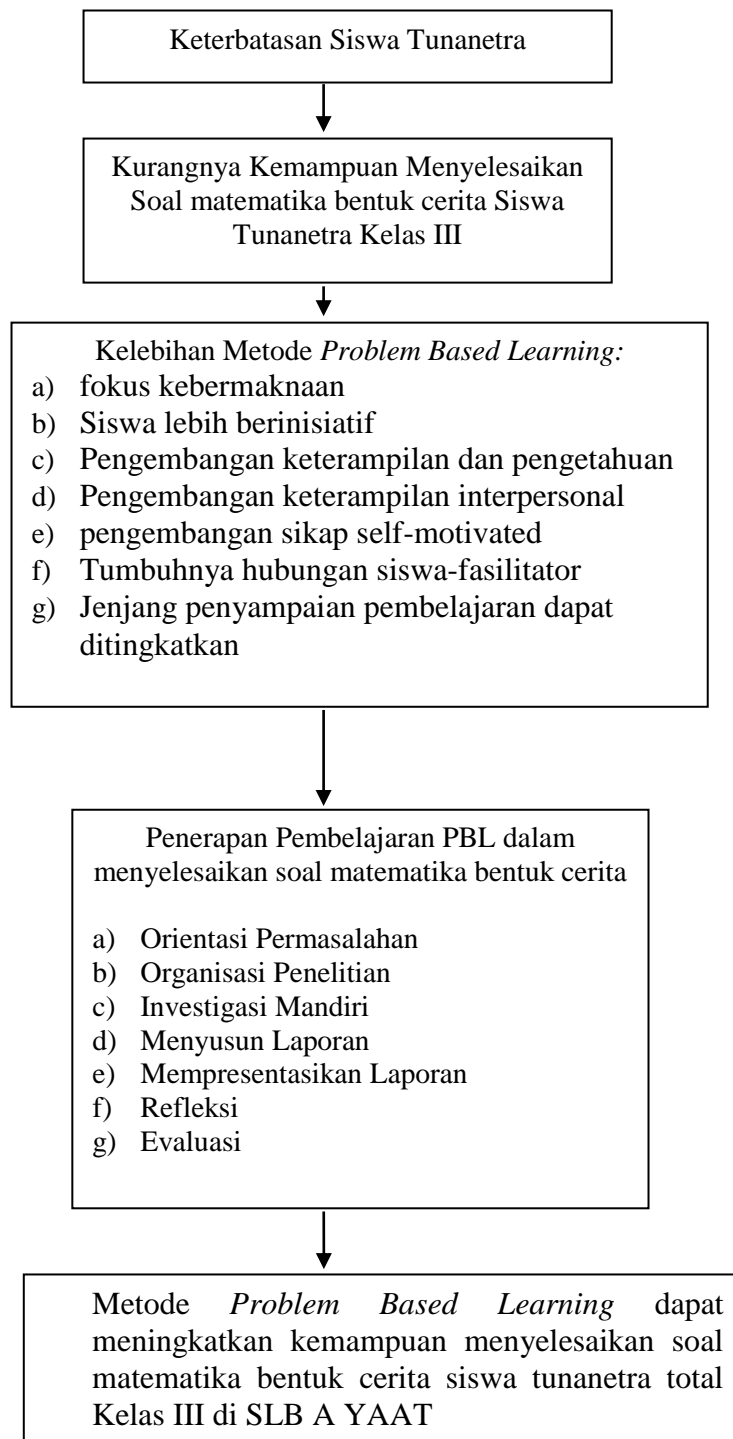 Keterbatasan Siswa Tunanetra
Kurangnya Kemampuan Menyelesaikan
Soal matematika bentuk cerita Siswa
Tunanetra Kelas III
Kelebihan Metode Problem Based Learning:
a) fokus kebermaknaan
b) Siswa lebih berinisiatif
c) Pengembangan keterampilan dan pengetahuan
d) Pengembangan keterampilan interpersonal
e) pengembangan sikap self-motivated
f) Tumbuhnya hubungan siswa-fasilitator
g) Jenjang penyampaian pembelajaran dapat
ditingkatkan
Penerapan Pembelajaran PBL dalam
menyelesaikan soal matematika bentuk cerita
a) Orientasi Permasalahan
b) Organisasi Penelitian
c) Investigasi Mandiri
d) Menyusun Laporan
e) Mempresentasikan Laporan
f) Refleksi
g) Evaluasi
Metode Problem Based Learning dapat
meningkatkan kemampuan menyelesaikan soal
matematika bentuk cerita siswa tunanetra total
Kelas III di SLB A YAAT